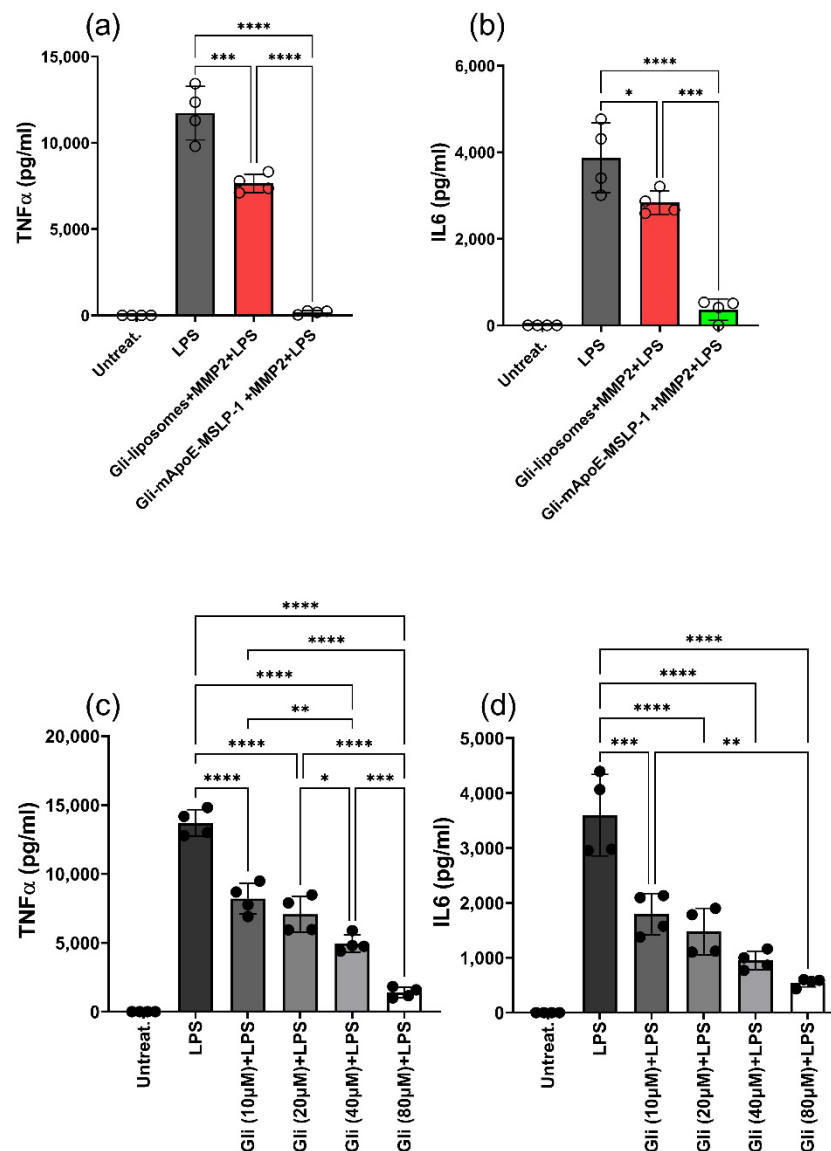 (a)
****
***
****
TNFα (pg/ml)
15,000
10,000
5,000
0
Untreat.
LPS
Gli-liposomes+MMP2+LPS
Gli-mApoE-MSLP-1 +MMP2+LPS
(b)
****
*
***
IL6 (pg/ml)
6,000
4,000
2,000
0
Untreat.
LPS
Gli-liposomes+MMP2+LPS
Gli-mApoE-MSLP-1 +MMP2+LPS
(c)
****
****
****
**
****
****
****
*
***
TNFα (pg/ml)
20,000
15,000
10,000
5,000
0
Untreat.
LPS
Gli (10μM)+LPS
Gli (20μM)+LPS
Gli (40μM)+LPS
Gli (80μM)+LPS
(d)
****
****
****
***
**
IL6 (pg/ml)
5,000
4,000
3,000
2,000
1,000
0
Untreat.
LPS
Gli (10μM)+LPS
Gli (20μM)+LPS
Gli (40μM)+LPS
Gli (80μM)+LPS